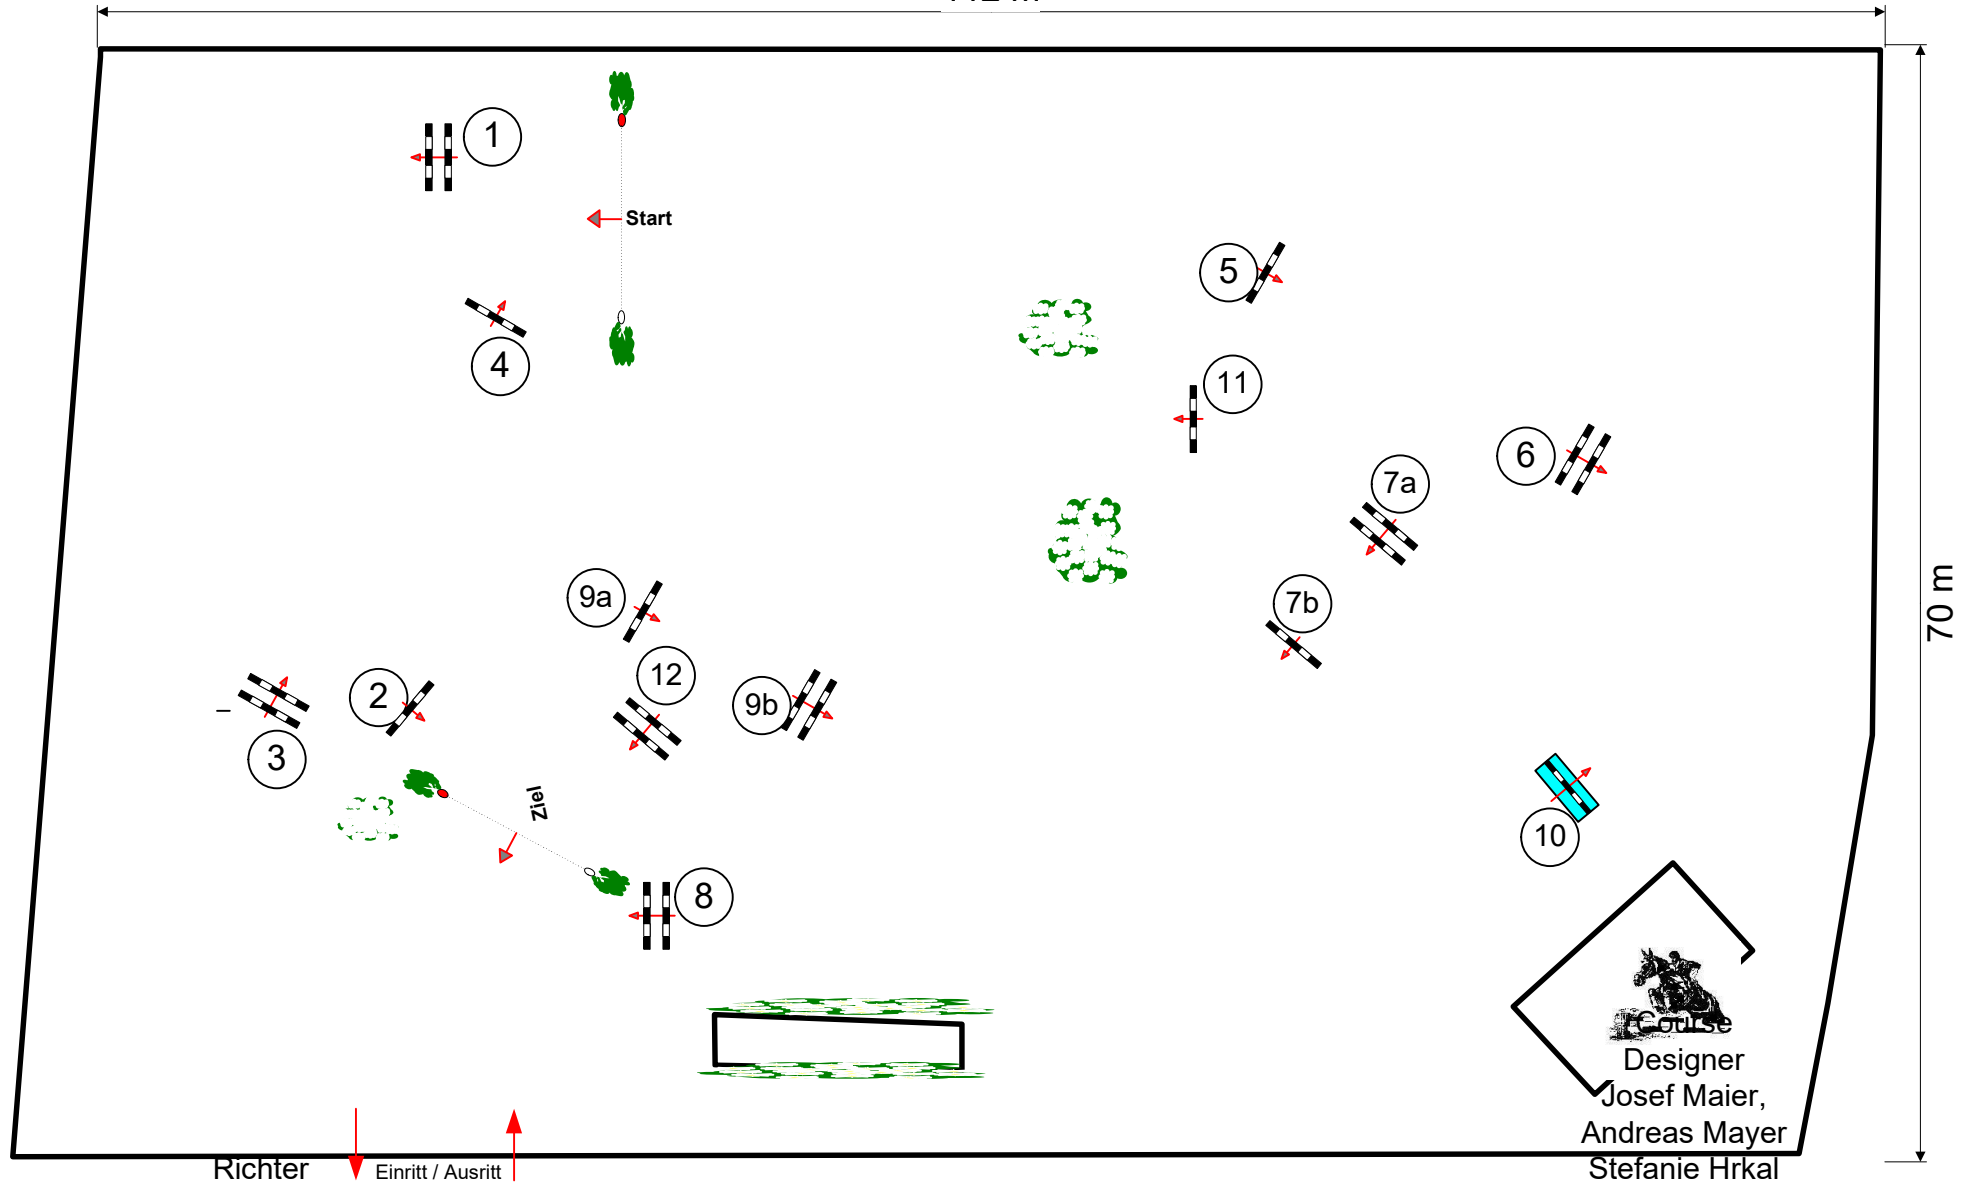 1
Start
5
4
11
6
7a
9a
7b
12
2
9b
3
Ziel
10
8
70 m
Course
Designer
Josef Maier,
Andreas Mayer
Stefanie Hrkal
Richter
Einritt / Ausritt